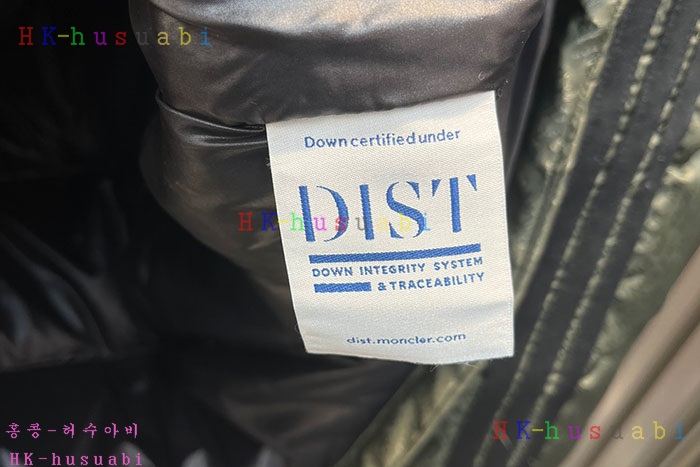 HK-husuabi
Down certified under
DIST
HK-husuabi
DOWN INTEGRITY SYSTEM
& TRACEABILITY
dist.moncler.com
홍콩-허수아비
HK-husuabi
HK-husuabi